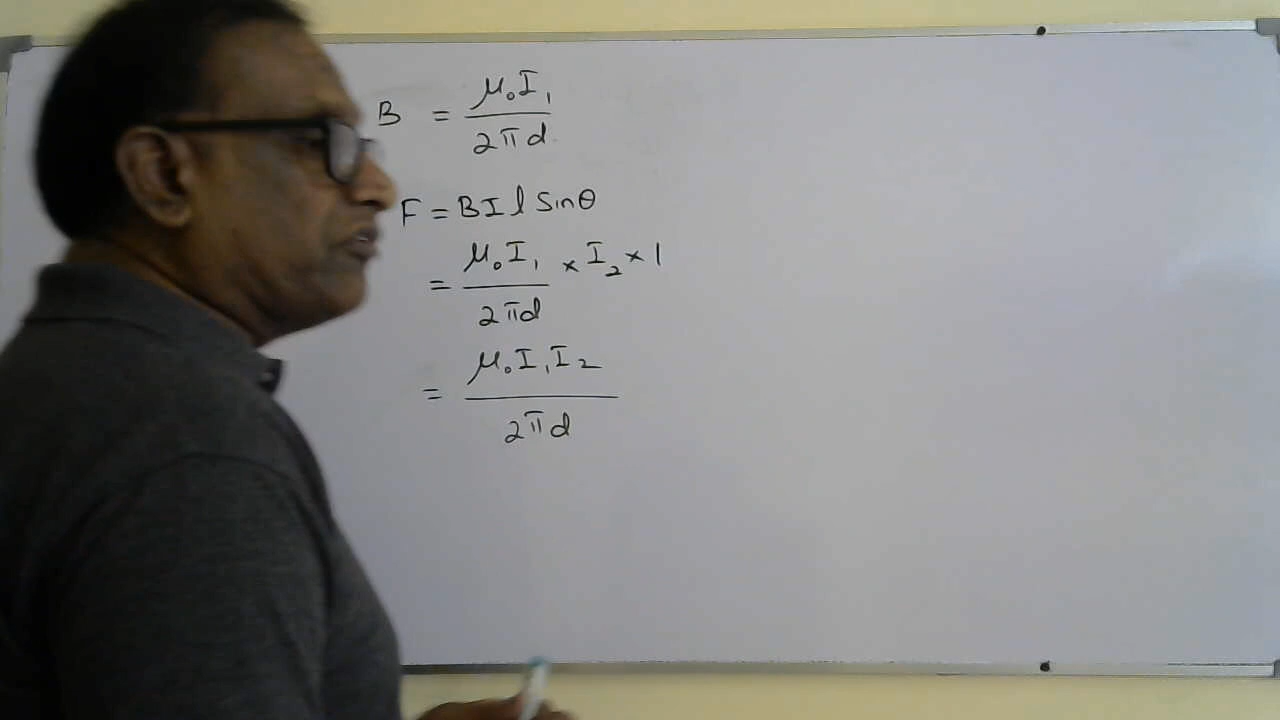 B = μ₀I₁ / 2πd
F = BIl Sinθ
= μ₀I₁ / 2πd × I₂ × 1
= μ₀I₁I₂ / 2πd